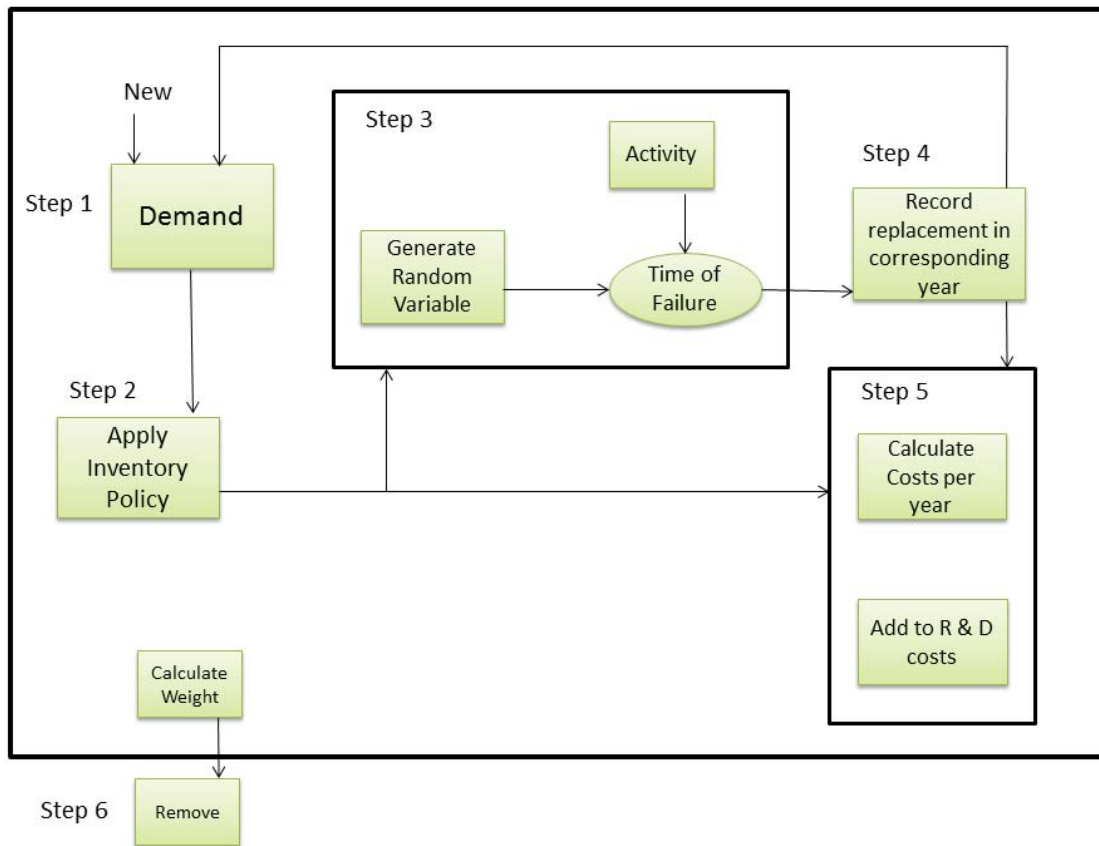 New
Step 1
Demand
Step 2
Apply
Inventory
Policy
Step 3
Activity
Generate
Random
Variable
Time of
Failure
Step 4
Record
replacement in
corresponding
year
Step 5
Calculate
Costs per
year
Add to R & D
costs
Calculate
Weight
Step 6
Remove